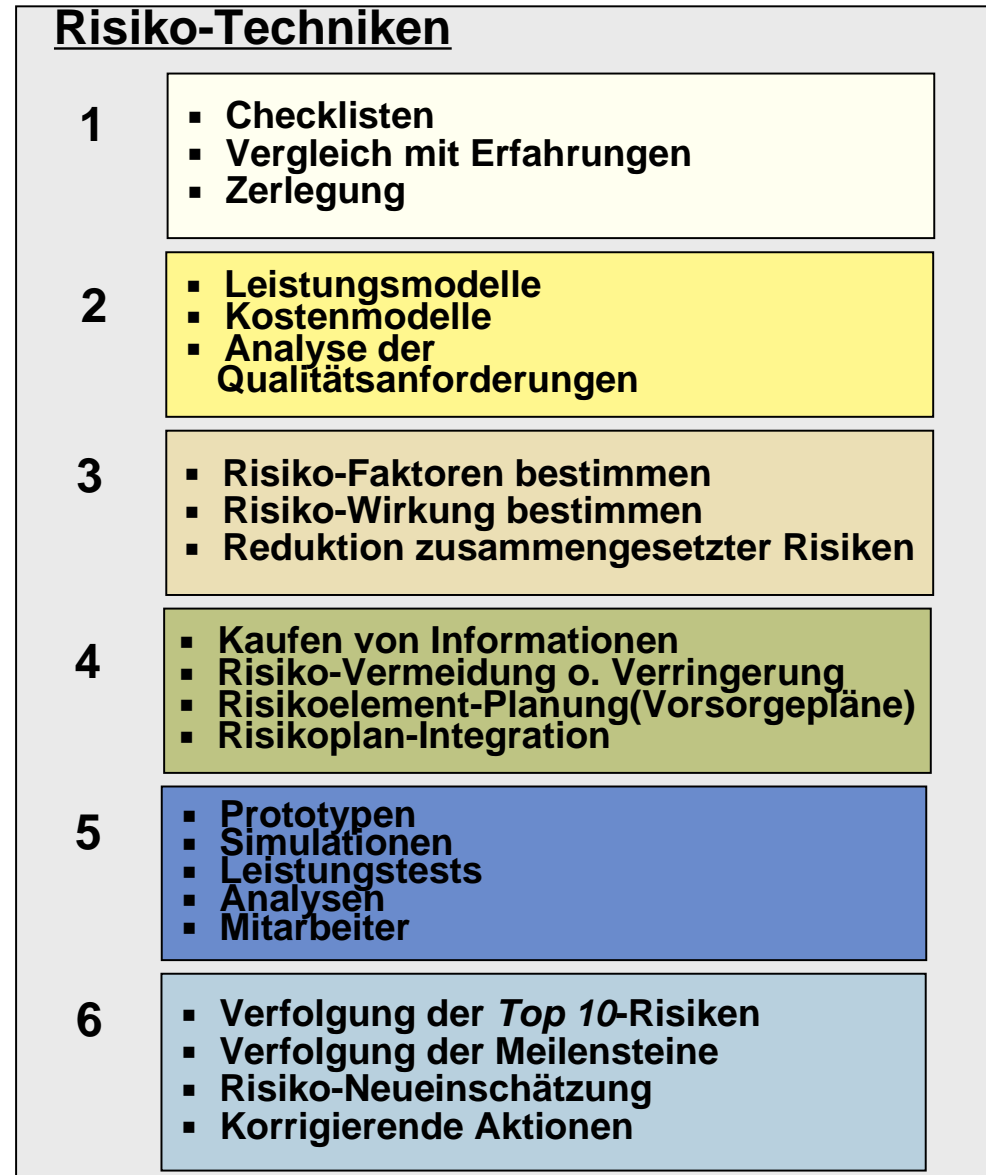 Risiko-Techniken
1
▪ Checklisten
▪ Vergleich mit Erfahrungen
▪ Zerlegung
2
▪ Leistungsmodelle
▪ Kostenmodelle
▪ Analyse der
Qualitätsanforderungen
3
▪ Risiko-Faktoren bestimmen
▪ Risiko-Wirkung bestimmen
▪ Reduktion zusammengesetzter Risiken
4
▪ Kaufen von Informationen
▪ Risiko-Vermeidung o. Verringerung
▪ Risikoelement-Planung(Vorsorgepläne)
▪ Risikoplan-Integration
5
▪ Prototypen
▪ Simulationen
▪ Leistungstests
▪ Analysen
▪ Mitarbeiter
6
▪ Verfolgung der Top 10-Risiken
▪ Verfolgung der Meilensteine
▪ Risiko-Neueinschätzung
▪ Korrigierende Aktionen